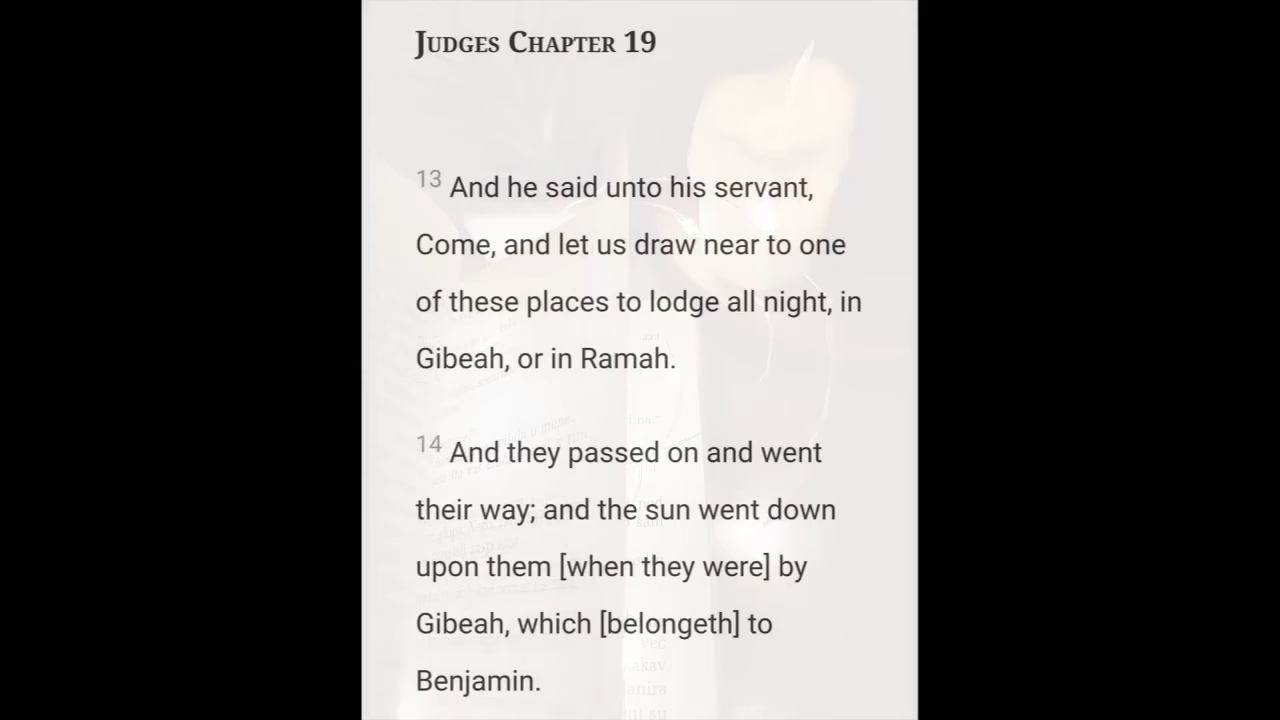 Judges Chapter 19
13 And he said unto his servant,
Come, and let us draw near to one
of these places to lodge all night, in
Gibeah, or in Ramah.
14 And they passed on and went
their way; and the sun went down
upon them [when they were] by
Gibeah, which [belongeth] to
Benjamin.